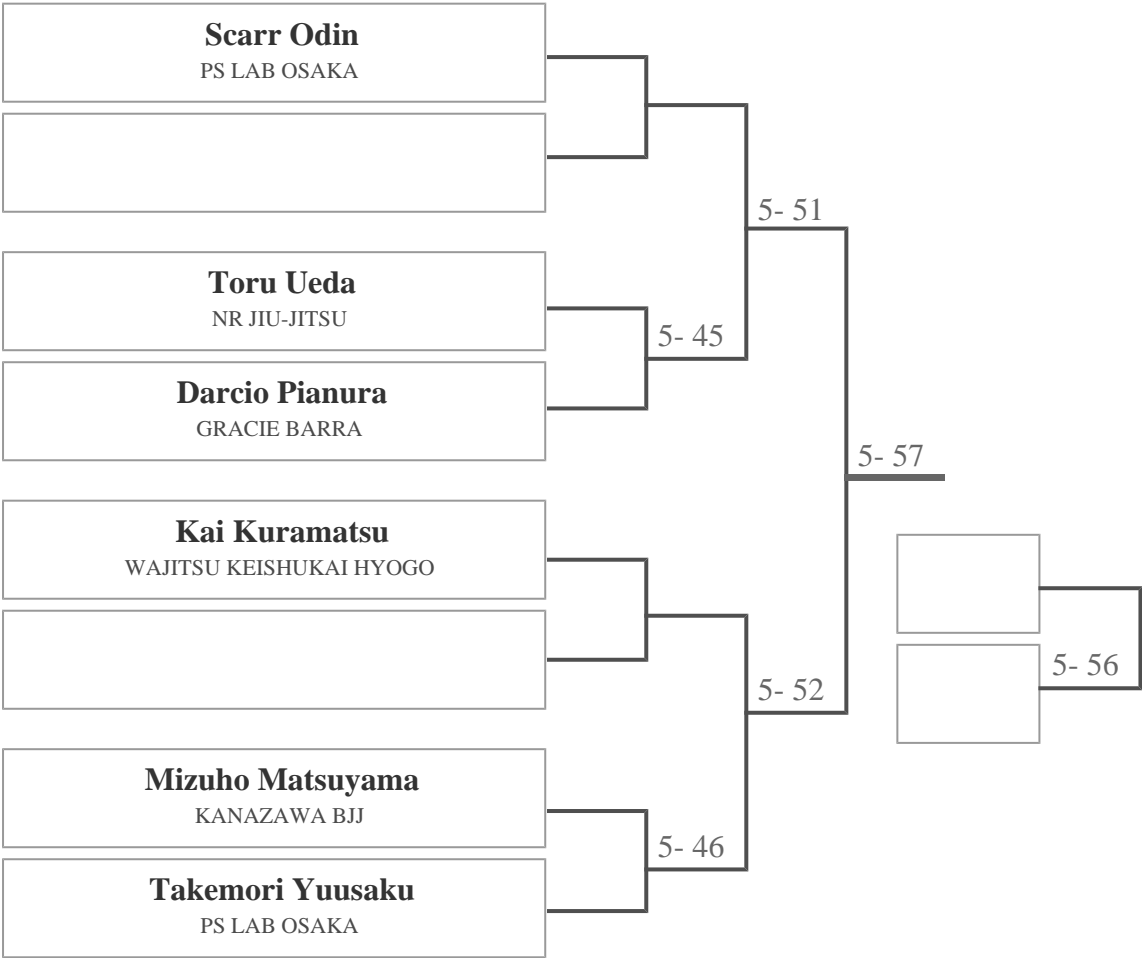 Scarr Odin
PS LAB OSAKA
5- 51
Toru Ueda
NR JIU-JITSU
5- 45
Darcio Pianura
GRACIE BARRA
5- 57
Kai Kuramatsu
WAJITSU KEISHUKAI HYOGO
5- 52
5- 56
Mizuho Matsuyama
KANAZAWA BJJ
5- 46
Takemori Yuusaku
PS LAB OSAKA